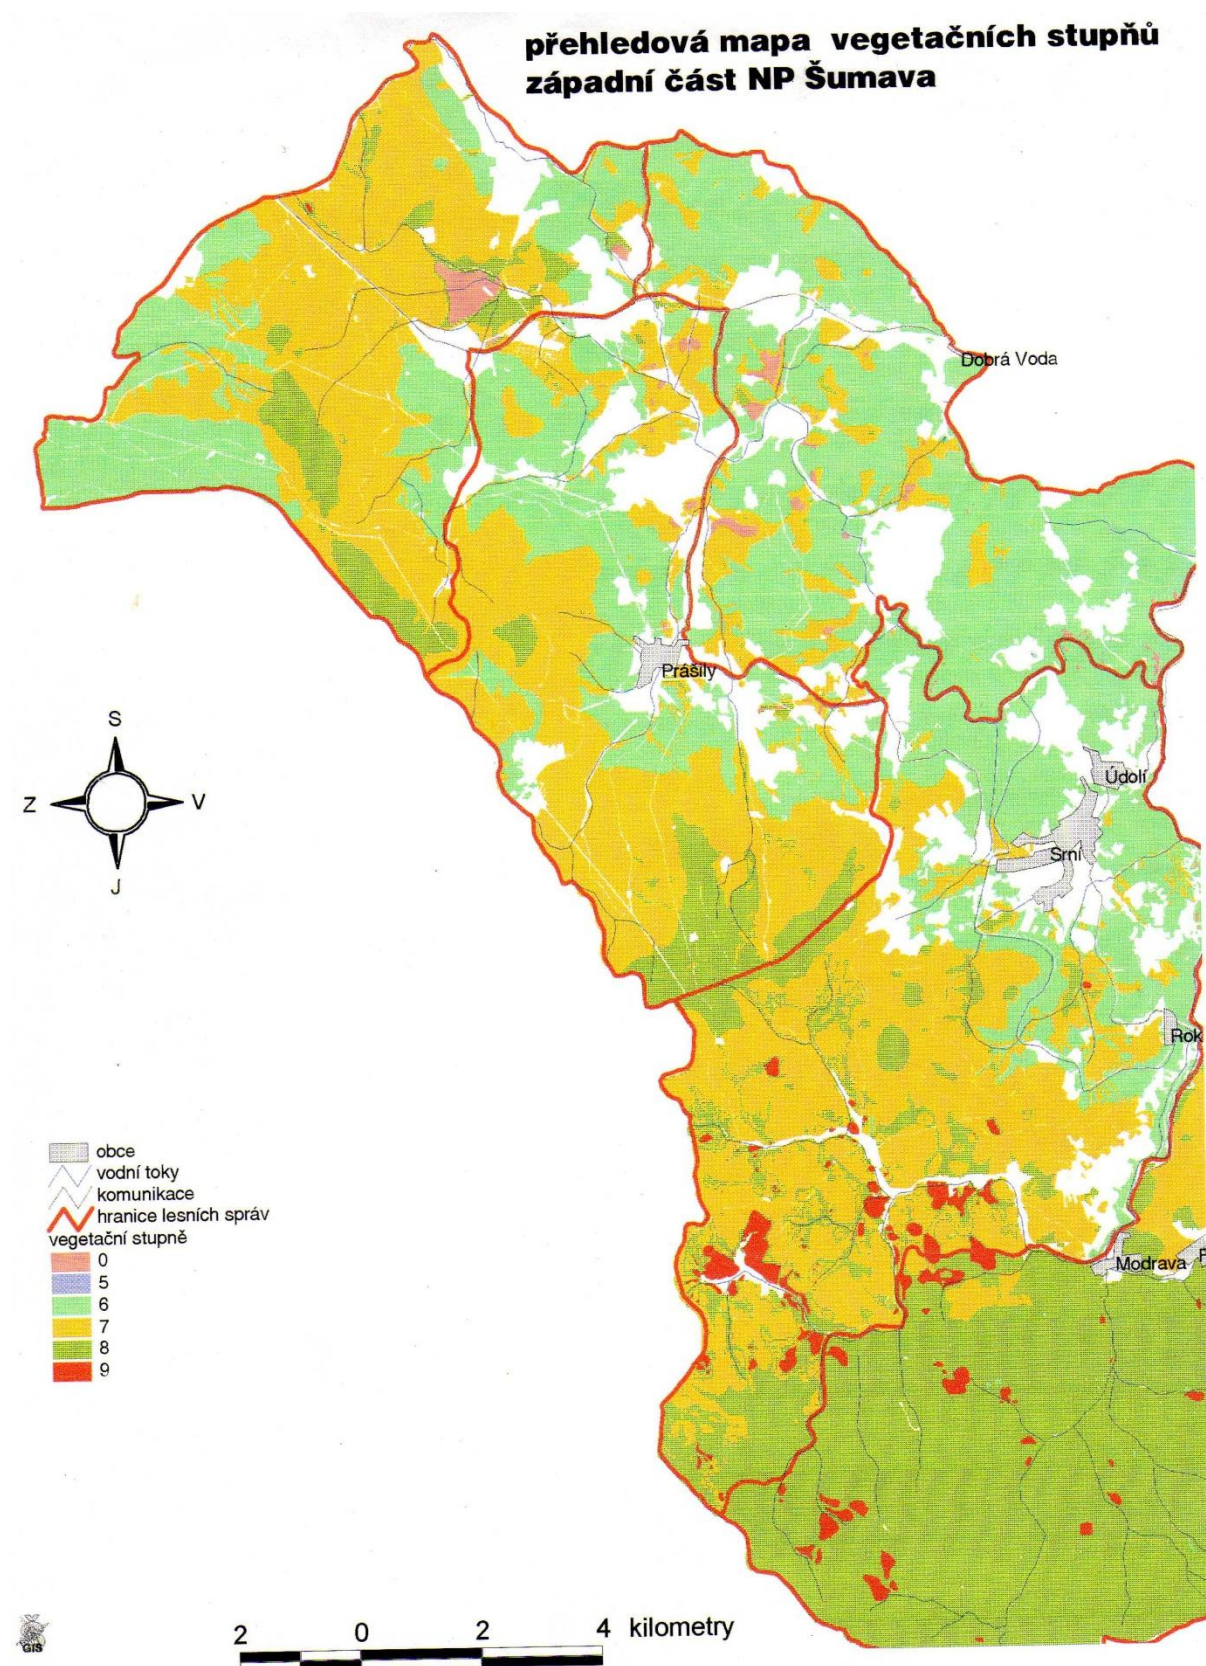 přehledová mapa vegetačních stupňů
západní část NP Šumava
Dobrá Voda
Prášily
S
Z
V
J
Údolí
Srní
Rok
Modrava
obce
vodní toky
komunikace
hranice lesních správ
vegetační stupně
0
5
6
7
8
9
2 0 2 4 kilometry
GIS